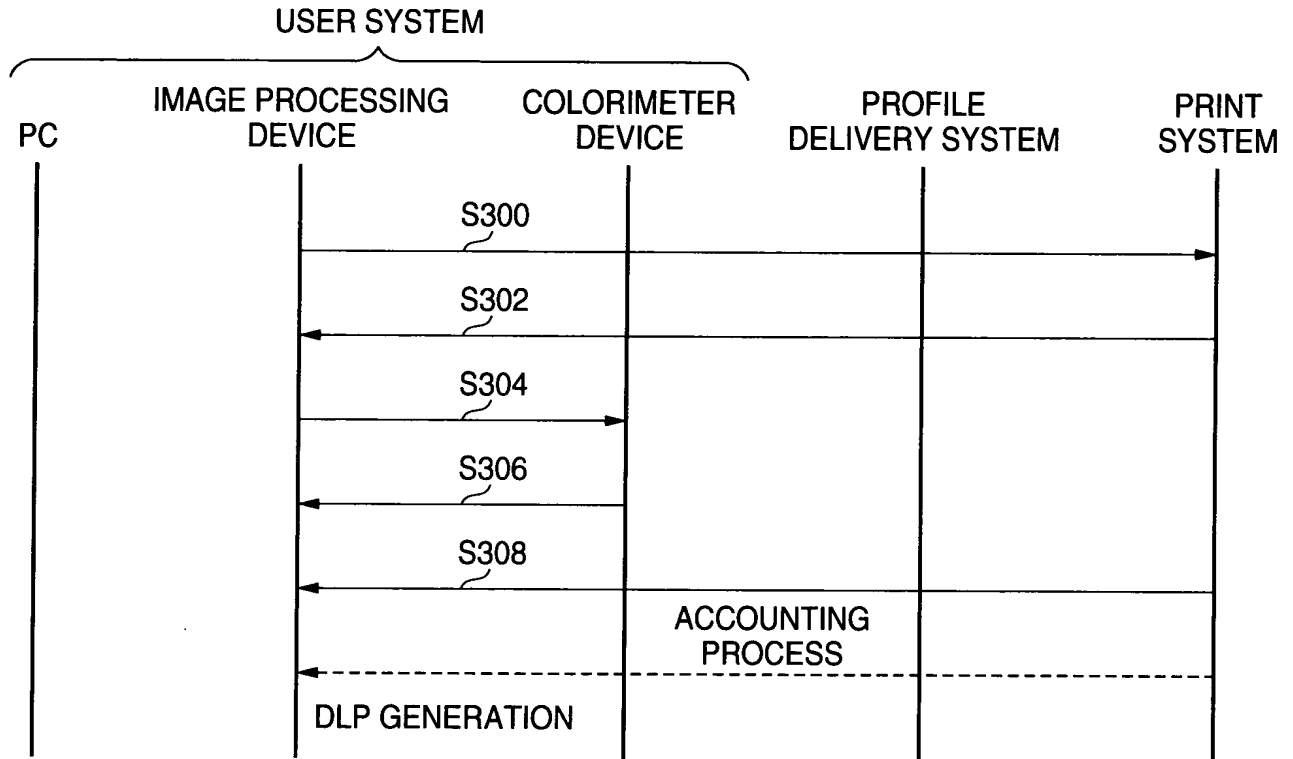 USER SYSTEM
PC
IMAGE PROCESSING
DEVICE
COLORIMETER
DEVICE
PROFILE
DELIVERY SYSTEM
PRINT
SYSTEM
S300
S302
S304
S306
S308
ACCOUNTING
PROCESS
DLP GENERATION